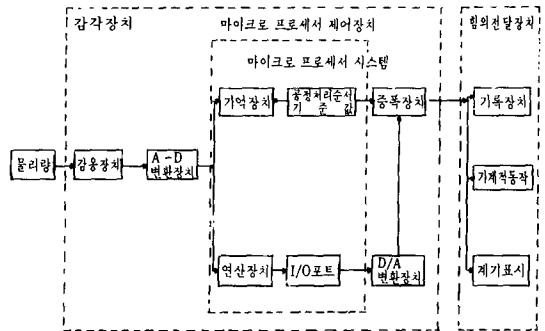 감각장치
마이크로 프로세서 제어장치
힘의전달장치
마이크로 프로세서 시스템
기억장치
공정처리순서
기 준 값
증폭장치
기록장치
물리량
감응장치
A-D
변환장치
기계적동작
연산장치
I/O포트
D/A
변환장치
계기표시